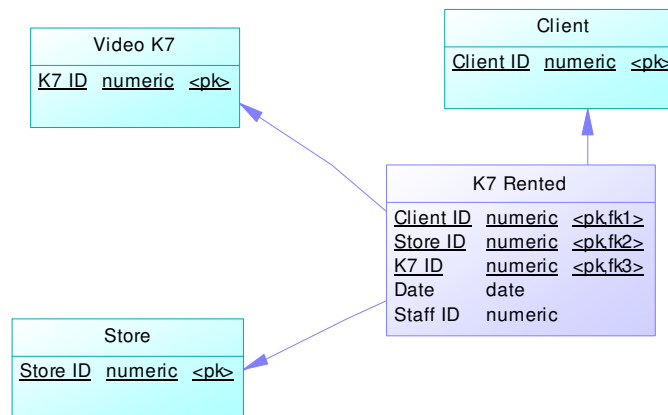 Video K7
K7 ID numeric <pk>
Client
Client ID numeric <pk>
K7 Rented
Client ID numeric <pk,fk1>
Store ID numeric <pk,fk2>
K7 ID numeric <pk,fk3>
Date date
Staff ID numeric
Store
Store ID numeric <pk>